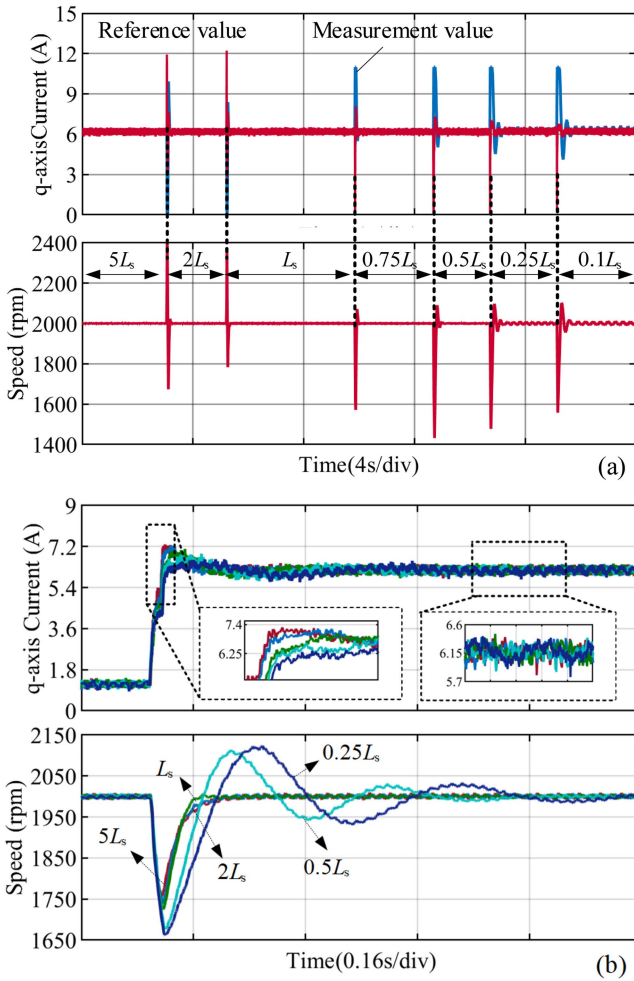 15
12
9
6
3
0
q-axisCurrent (A)
Reference value
Measurement value
2400
2200
2000
1800
1600
1400
Speed (rpm)
5Ls 2Ls Ls 0.75Ls 0.5Ls 0.25Ls 0.1Ls
Time(4s/div)
(a)
9
7.2
5.4
3.6
1.8
0
q-axis Current (A)
7.4
6.25
6.6
6.15
5.7
2150
2050
1950
1850
1750
1650
Speed (rpm)
Ls
0.25Ls
5Ls
2Ls
0.5Ls
Time(0.16s/div)
(b)